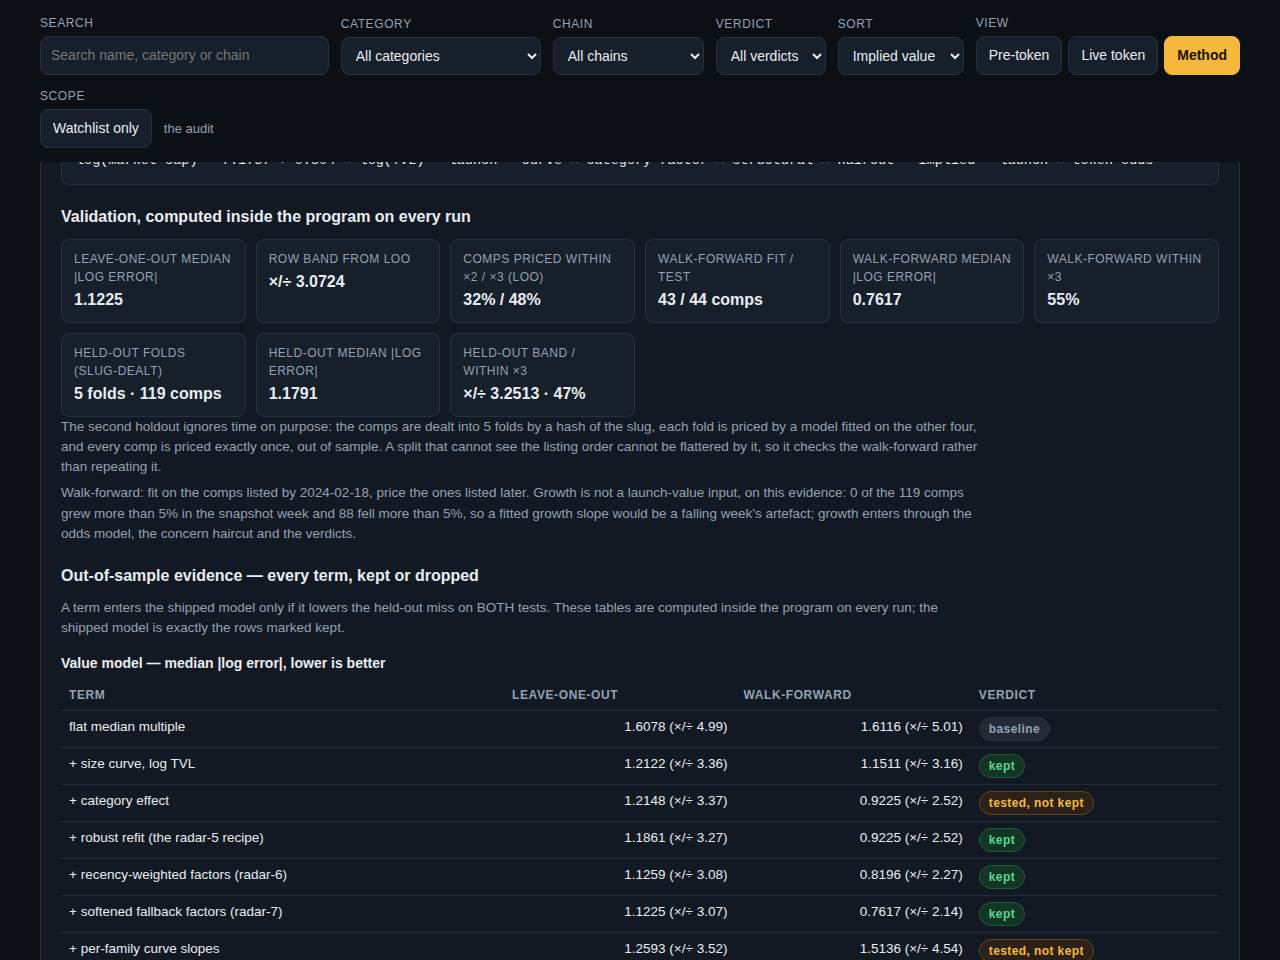 SEARCH
CATEGORY
CHAIN
VERDICT
SORT
VIEW
Search name, category or chain
All categories
All chains
All verdicts
Implied value
Pre-token
Live token
Method
SCOPE
Watchlist only
the audit
Validation, computed inside the program on every run
LEAVE-ONE-OUT MEDIAN
|LOG ERROR|
1.1225
ROW BAND FROM LOO
×/÷ 3.0724
COMPS PRICED WITHIN
×2 / ×3 (LOO)
32% / 48%
WALK-FORWARD FIT /
TEST
43 / 44 comps
WALK-FORWARD MEDIAN
|LOG ERROR|
0.7617
WALK-FORWARD WITHIN
×3
55%
HELD-OUT FOLDS
(SLUG-DEALT)
5 folds · 119 comps
HELD-OUT MEDIAN |LOG
ERROR|
1.1791
HELD-OUT BAND /
WITHIN ×3
×/÷ 3.2513 · 47%
The second holdout ignores time on purpose: the comps are dealt into 5 folds by a hash of the slug, each fold is priced by a model fitted on the other four,
and every comp is priced exactly once, out of sample. A split that cannot see the listing order cannot be flattered by it, so it checks the walk-forward rather
than repeating it.
Walk-forward: fit on the comps listed by 2024-02-18, price the ones listed later. Growth is not a launch-value input, on this evidence: 0 of the 119 comps
grew more than 5% in the snapshot week and 88 fell more than 5%, so a fitted growth slope would be a falling week's artefact; growth enters through the
odds model, the concern haircut and the verdicts.
Out-of-sample evidence — every term, kept or dropped
A term enters the shipped model only if it lowers the held-out miss on BOTH tests. These tables are computed inside the program on every run; the
shipped model is exactly the rows marked kept.
Value model — median |log error|, lower is better
TERM LEAVE-ONE-OUT WALK-FORWARD VERDICT
flat median multiple 1.6078 (×/÷ 4.99) 1.6116 (×/÷ 5.01) baseline
+ size curve, log TVL 1.2122 (×/÷ 3.36) 1.1511 (×/÷ 3.16) kept
+ category effect 1.2148 (×/÷ 3.37) 0.9225 (×/÷ 2.52) tested, not kept
+ robust refit (the radar-5 recipe) 1.1861 (×/÷ 3.27) 0.9225 (×/÷ 2.52) kept
+ recency-weighted factors (radar-6) 1.1259 (×/÷ 3.08) 0.8196 (×/÷ 2.27) kept
+ softened fallback factors (radar-7) 1.1225 (×/÷ 3.07) 0.7617 (×/÷ 2.14) kept
+ per-family curve slopes 1.2593 (×/÷ 3.52) 1.5136 (×/÷ 4.54) tested, not kept